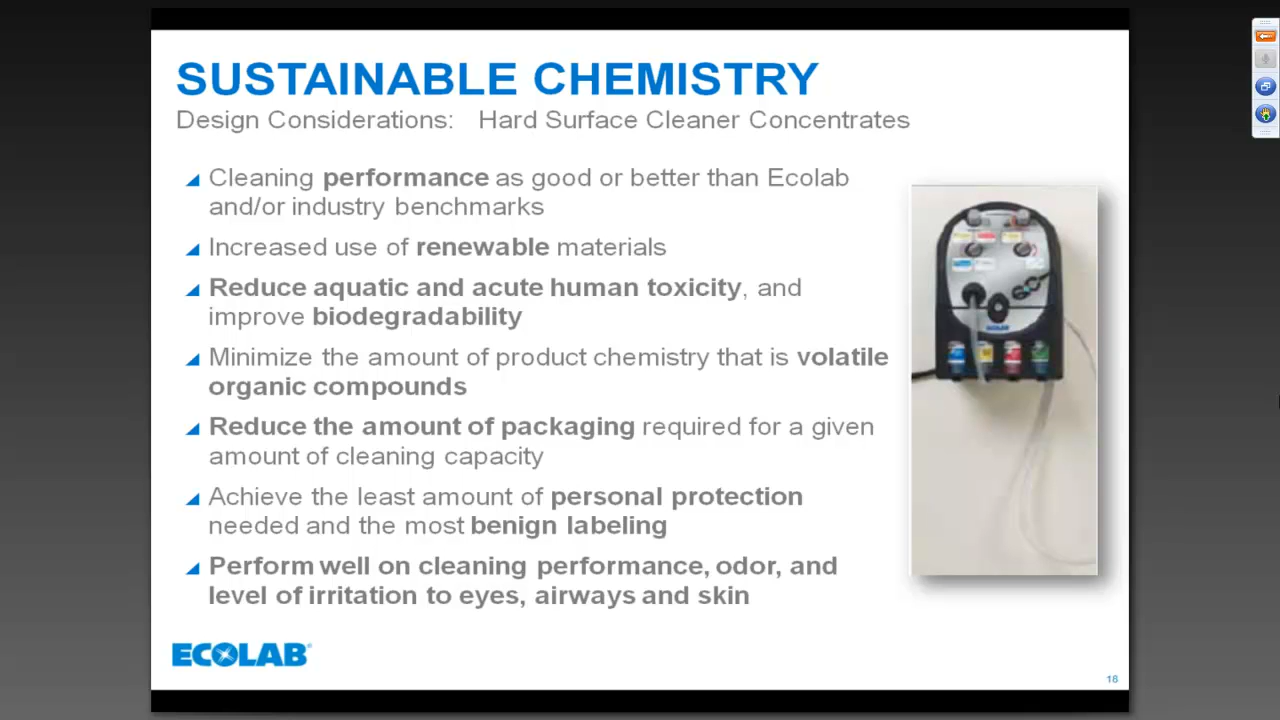 SUSTAINABLE CHEMISTRY
Design Considerations: Hard Surface Cleaner Concentrates
Cleaning performance as good or better than Ecolab
and/or industry benchmarks
Increased use of renewable materials
Reduce aquatic and acute human toxicity, and
improve biodegradability
Minimize the amount of product chemistry that is volatile
organic compounds
Reduce the amount of packaging required for a given
amount of cleaning capacity
Achieve the least amount of personal protection
needed and the most benign labeling
Perform well on cleaning performance, odor, and
level of irritation to eyes, airways and skin
ECOLAB
ECOLAB®
16